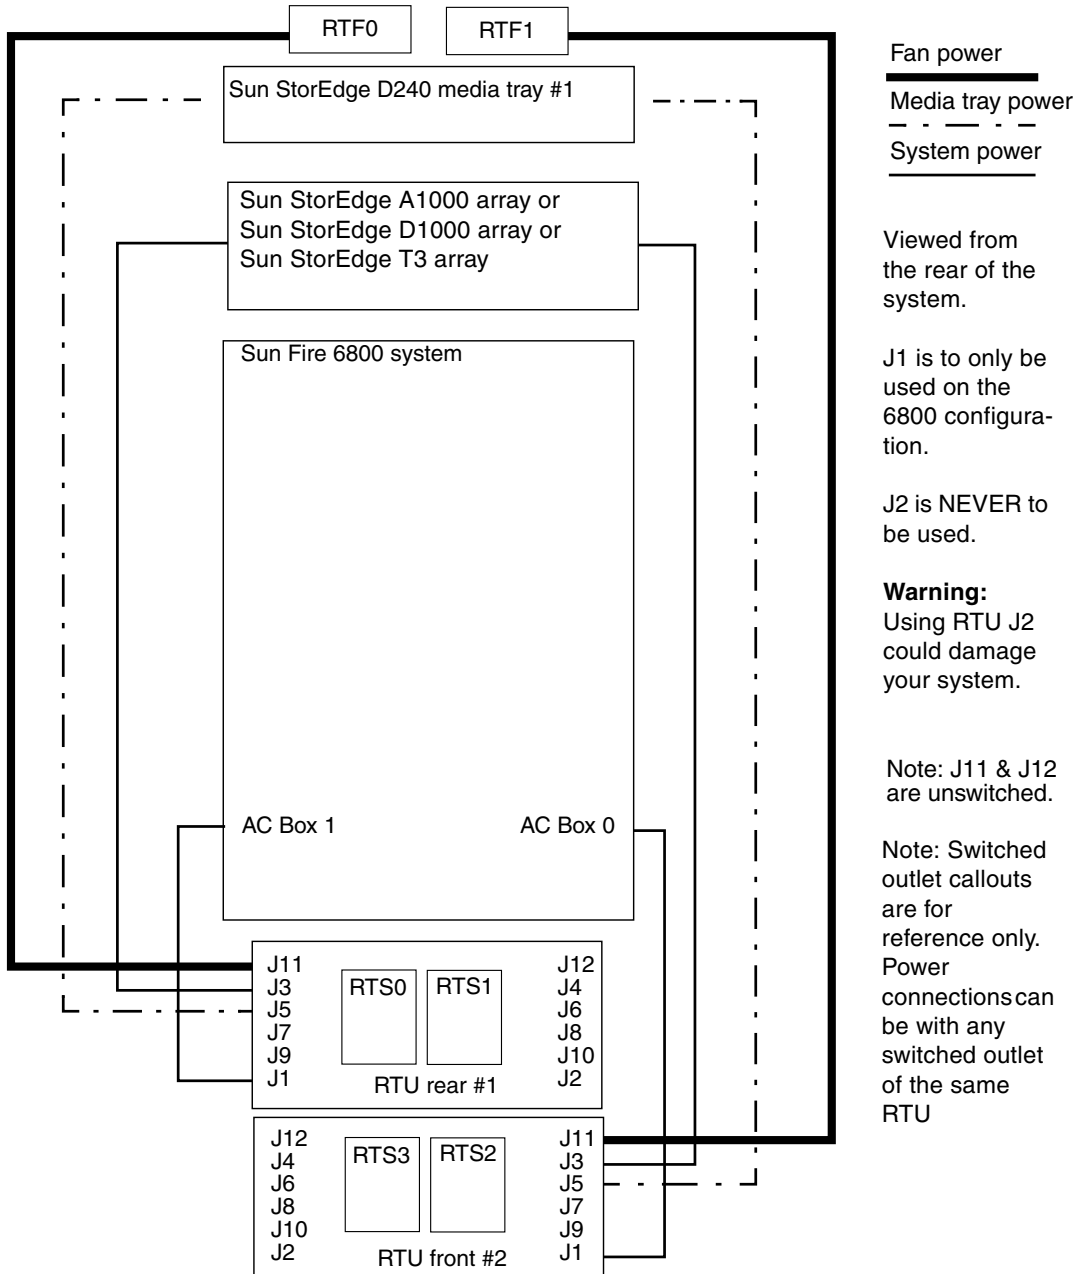 RTF0
RTF1
Sun StorEdge D240 media tray #1
Sun StorEdge A1000 array or
Sun StorEdge D1000 array or
Sun StorEdge T3 array
Sun Fire 6800 system
AC Box 1
AC Box 0
J11
J3
J5
J7
J9
J1
RTS0
RTS1
RTU rear #1
J12
J4
J6
J8
J10
J2
J12
J4
J6
J8
J10
J2
RTS3
RTS2
RTU front #2
J11
J3
J5
J7
J9
J1
Fan power
Media tray power
System power
Viewed from
the rear of the
system.
J1 is to only be
used on the
6800 configura-
tion.
J2 is NEVER to
be used.
Warning:
Using RTU J2
could damage
your system.
Note: J11 & J12
are unswitched.
Note: Switched
outlet callouts
are for
reference only.
Power
connections can
be with any
switched outlet
of the same
RTU